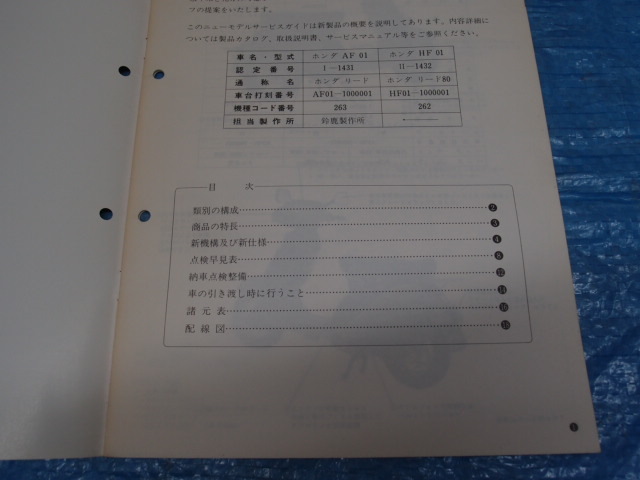 フの提案をいたします。
このニューモデルサービスガイドは新製品の概要を説明してあります。内容詳細に
ついては製品カタログ、取扱説明書、サービスマニュアル等をご参照ください。
車名・型式 ホンダ AF 01 ホンダ HF 01
認定番号 I－1431 II－1432
通称名 ホンダ リード ホンダ リード80
車台打刻番号 AF01－1000001 HF01－1000001
機種コード番号 263 262
担当製作所 鈴鹿製作所 ————
目 次
類別の構成 2
商品の特長 3
新機構及び新仕様 4
点検早見表 8
納車点検整備 12
車の引き渡し時に行うこと 14
諸元表
配線図